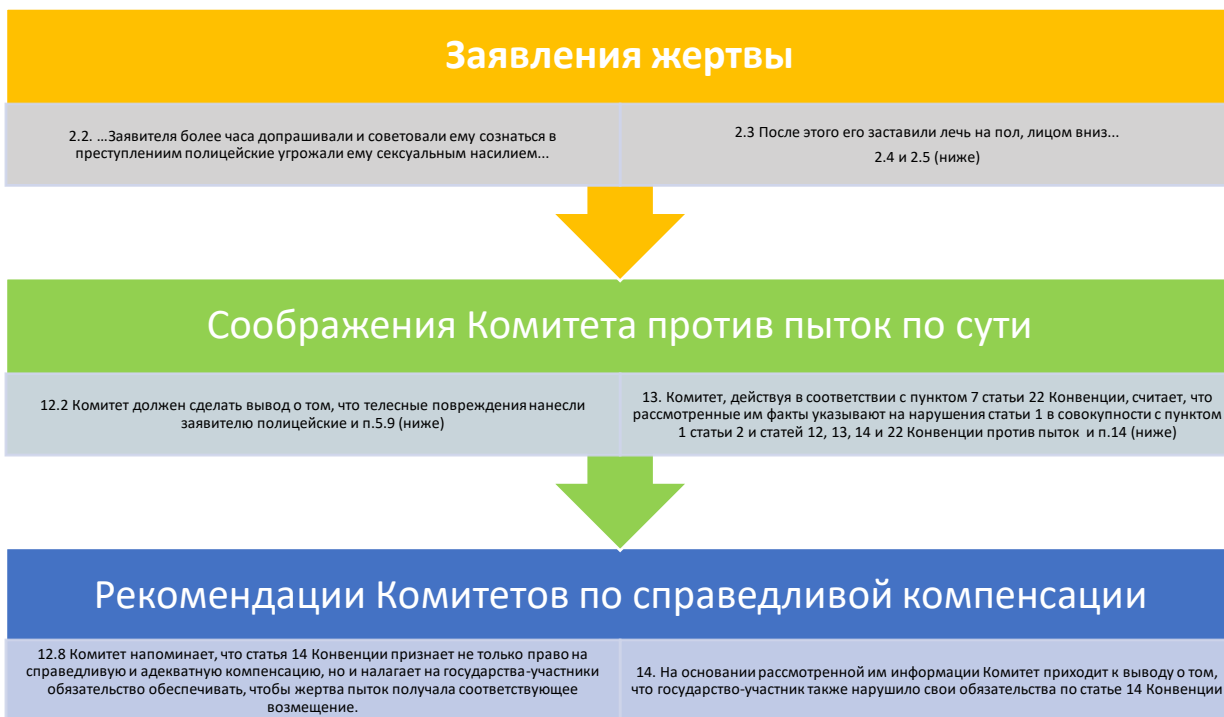 Заявления жертвы
2.2. ...Заявителя более часа допрашивали и советовали ему сознаться в
преступлениим полицейские угрожали ему сексуальным насилием...
2.3 После этого его заставили лечь на пол, лицом вниз...
2.4 и 2.5 (ниже)
Соображения Комитета против пыток по сути
12.2 Комитет должен сделать вывод о том, что телесные повреждения нанесли
заявителю полицейские и п.5.9 (ниже)
13. Комитет, действуя в соответствии с пунктом 7 статьи 22 Конвенции, считает, что
рассмотренные им факты указывают на нарушения статьи 1 в совокупности с пунктом
1 статьи 2 и статей 12, 13, 14 и 22 Конвенции против пыток и п.14 (ниже)
Рекомендации Комитетов по справедливой компенсации
12.8 Комитет напоминает, что статья 14 Конвенции признает не только право на
справедливую и адекватную компенсацию, но и налагает на государства-участники
обязательство обеспечивать, чтобы жертва пыток получала соответствующее
возмещение.
14. На основании рассмотренной им информации Комитет приходит к выводу о том,
что государство-участник также нарушило свои обязательства по статье 14 Конвенции